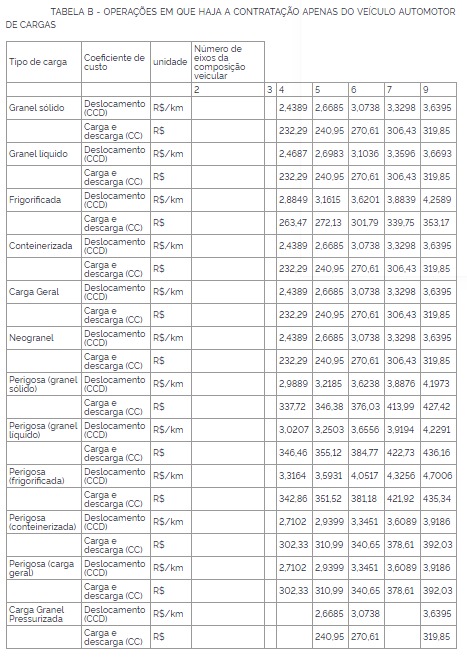 TABELA B - OPERAÇÕES EM QUE HAJA A CONTRATAÇÃO APENAS DO VEÍCULO AUTOMOTOR
DE CARGAS
Tipo de carga Coeficiente de custo unidade Número de eixos da composição veicular
2 3 4 5 6 7 9
Granel sólido Deslocamento (CCD) R$/km 2,4389 2,6685 3,0738 3,3298 3,6395
Carga e descarga (CC) R$ 232,29 240,95 270,61 306,43 319,85
Granel líquido Deslocamento (CCD) R$/km 2,4687 2,6983 3,1036 3,3596 3,6693
Carga e descarga (CC) R$ 232,29 240,95 270,61 306,43 319,85
Frigorificada Deslocamento (CCD) R$/km 2,8849 3,1615 3,6201 3,8839 4,2589
Carga e descarga (CC) R$ 263,47 272,13 301,79 339,75 353,17
Conteinerizada Deslocamento (CCD) R$/km 2,4389 2,6685 3,0738 3,3298 3,6395
Carga e descarga (CC) R$ 232,29 240,95 270,61 306,43 319,85
Carga Geral Deslocamento (CCD) R$/km 2,4389 2,6685 3,0738 3,3298 3,6395
Carga e descarga (CC) R$ 232,29 240,95 270,61 306,43 319,85
Neogranel Deslocamento (CCD) R$/km 2,4389 2,6685 3,0738 3,3298 3,6395
Carga e descarga (CC) R$ 232,29 240,95 270,61 306,43 319,85
Perigosa (granel sólido) Deslocamento (CCD) R$/km 2,9889 3,2185 3,6238 3,8876 4,1973
Carga e descarga (CC) R$ 337,72 346,38 376,03 413,99 427,42
Perigosa (granel líquido) Deslocamento (CCD) R$/km 3,0207 3,2503 3,6556 3,9194 4,2291
Carga e descarga (CC) R$ 346,46 355,12 384,77 422,73 436,16
Perigosa (frigorificada) Deslocamento (CCD) R$/km 3,3164 3,5931 4,0517 4,3256 4,7006
Carga e descarga (CC) R$ 342,86 351,52 381,18 421,92 435,34
Perigosa (conteinerizada) Deslocamento (CCD) R$/km 2,7102 2,9399 3,3451 3,6089 3,9186
Carga e descarga (CC) R$ 302,33 310,99 340,65 378,61 392,03
Perigosa (carga geral) Deslocamento (CCD) R$/km 2,7102 2,9399 3,3451 3,6089 3,9186
Carga e descarga (CC) R$ 302,33 310,99 340,65 378,61 392,03
Carga Granel Pressurizada Deslocamento (CCD) R$/km 2,6685 3,0738 3,6395
Carga e descarga (CC) R$ 240,95 270,61 319,85